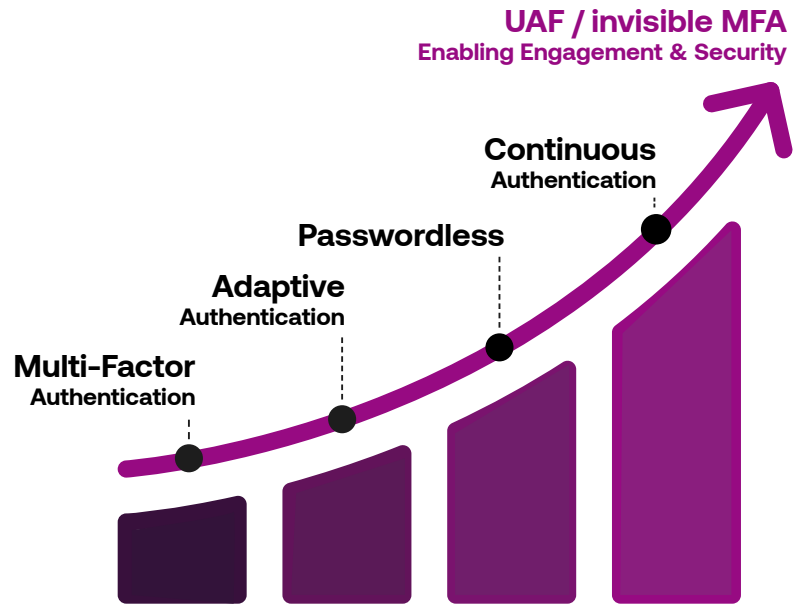 UAF / invisible MFA
Enabling Engagement & Security
Continuous
Authentication
Passwordless
Adaptive
Authentication
Multi-Factor
Authentication